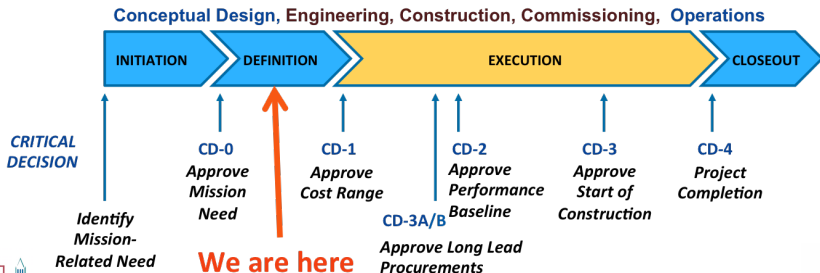 Conceptual Design, Engineering, Construction, Commissioning, Operations
INITIATION
DEFINITION
EXECUTION
CLOSEOUT
CRITICAL
DECISION
Identify
Mission-
Related Need
CD-0
Approve
Mission
Need
We are here
CD-1
Approve
Cost Range
CD-3A/B
Approve Long Lead
Procurements
CD-2
Approve
Performance
Baseline
CD-3
Approve
Start of
Construction
CD-4
Project
Completion